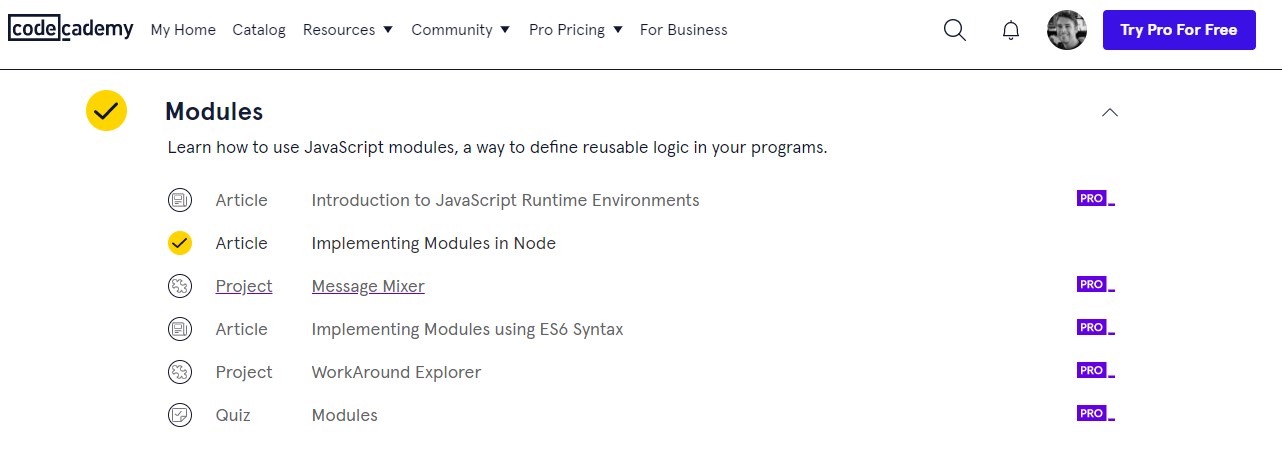 codecademy My Home Catalog Resources Community Pro Pricing For Business Try Pro For Free
Modules
Learn how to use JavaScript modules, a way to define reusable logic in your programs.
Article Introduction to JavaScript Runtime Environments PRO
Article Implementing Modules in Node
Project Message Mixer PRO
Article Implementing Modules using ES6 Syntax PRO
Project WorkAround Explorer PRO
Quiz Modules PRO